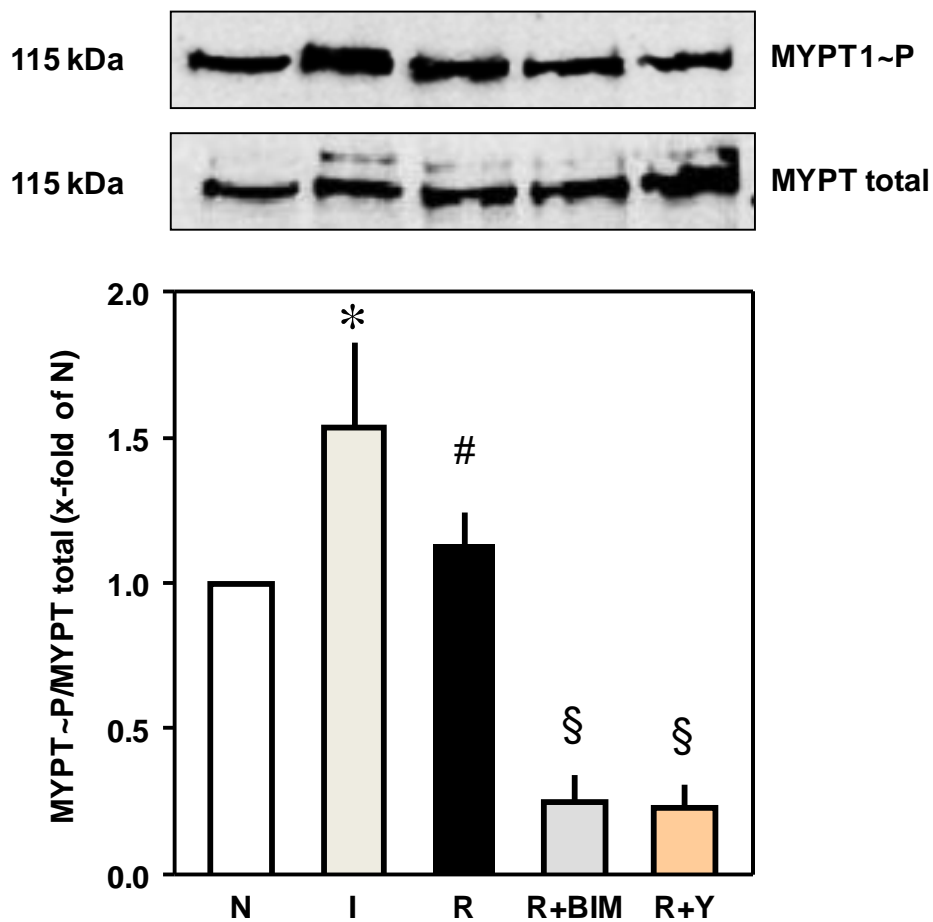 115 kDa MYPT1~P
115 kDa MYPT total
MYPT~P/MYPT total (x-fold of N)
2.0
1.5
1.0
0.5
0.0
*
#
§
§
N I R R+BIM R+Y